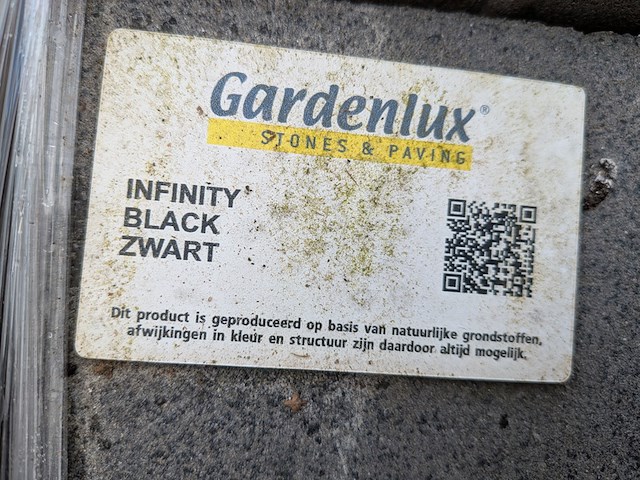 Gardenlux®
STONES & PAVING
INFINITY
BLACK
ZWART
Dit product is geproduceerd op basis van natuurlijke grondstoffen,
afwijkingen in kleur en structuur zijn daardoor altijd mogelijk.